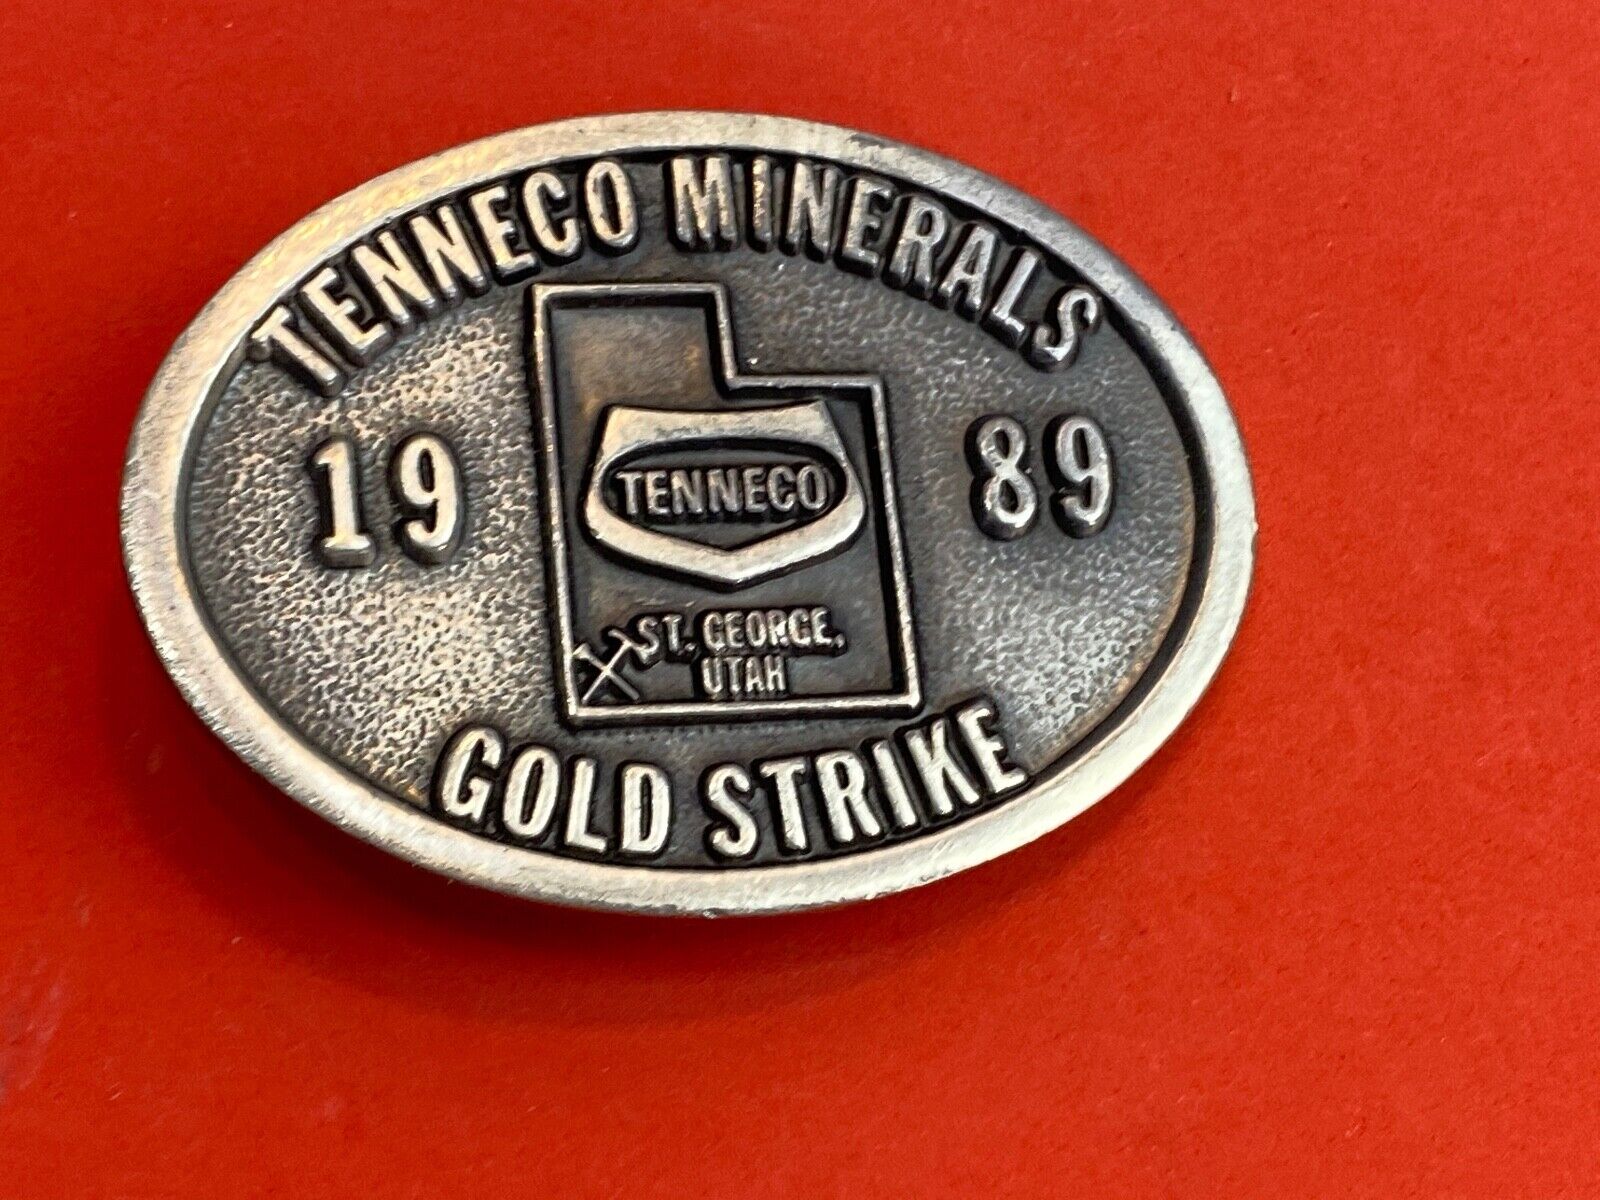 TENNECO MINERALS
19 89
TENNECO
ST. GEORGE,
UTAH
GOLD STRIKE